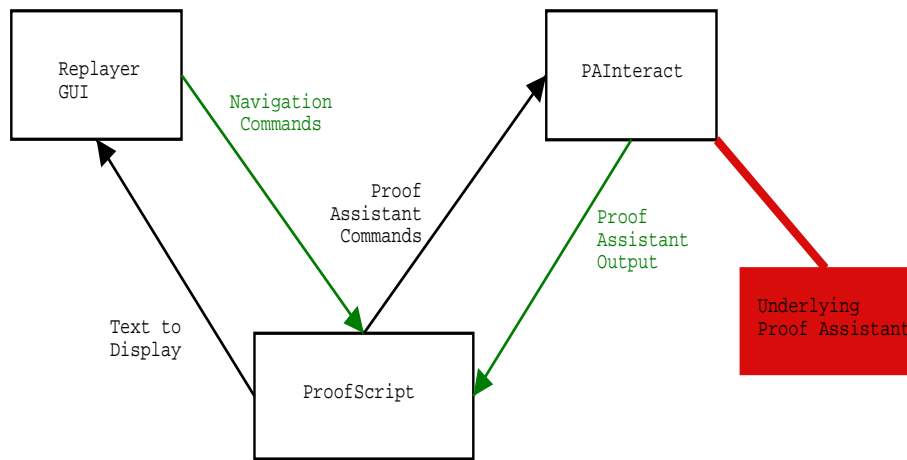 Replayer
GUI
PAInteract
Navigation
Commands
Proof
Assistant
Commands
Proof
Assistant
Output
Underlying
Proof Assistant
Text to
Display
ProofScript